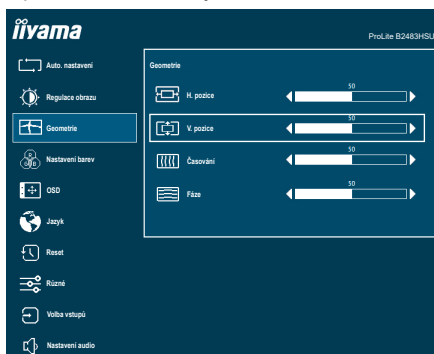 iiyama
ProLite B2483HSU
Auto. nastavení
Regulace obrazu
Geometrie
Nastavení barev
OSD
Jazyk
Reset
Různé
Volba vstupů
Nastavení audio
Geometrie
H. pozice
50
V. pozice
50
Časování
50
Fáze
50